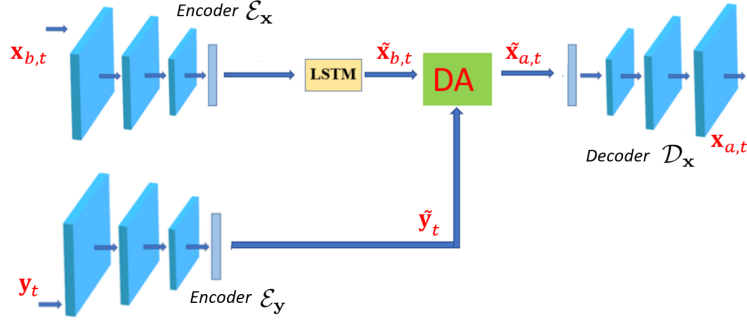 Encoder ℰ𝐱
𝐱b,t
LSTM
x̃b,t
DA
x̃a,t
Decoder 𝒟𝐱
𝐱a,t
ỹt
𝐲t
Encoder ℰ𝐲